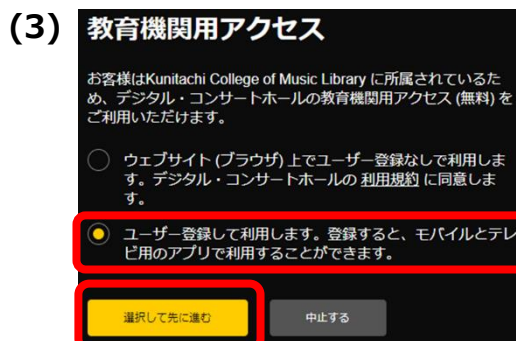 (3)
教育機関用アクセス
お客様はKunitachi College of Music Library に所属されているた
め、デジタル・コンサートホールの教育機関用アクセス (無料) を
ご利用いただけます。
ウェブサイト (ブラウザ) 上でユーザー登録なしで利用しま
す。デジタル・コンサートホールの 利用規約 に同意しま
す。
ユーザー登録して利用します。登録すると、モバイルとテレ
ビ用のアプリで利用することができます。
選択して先に進む
中止する